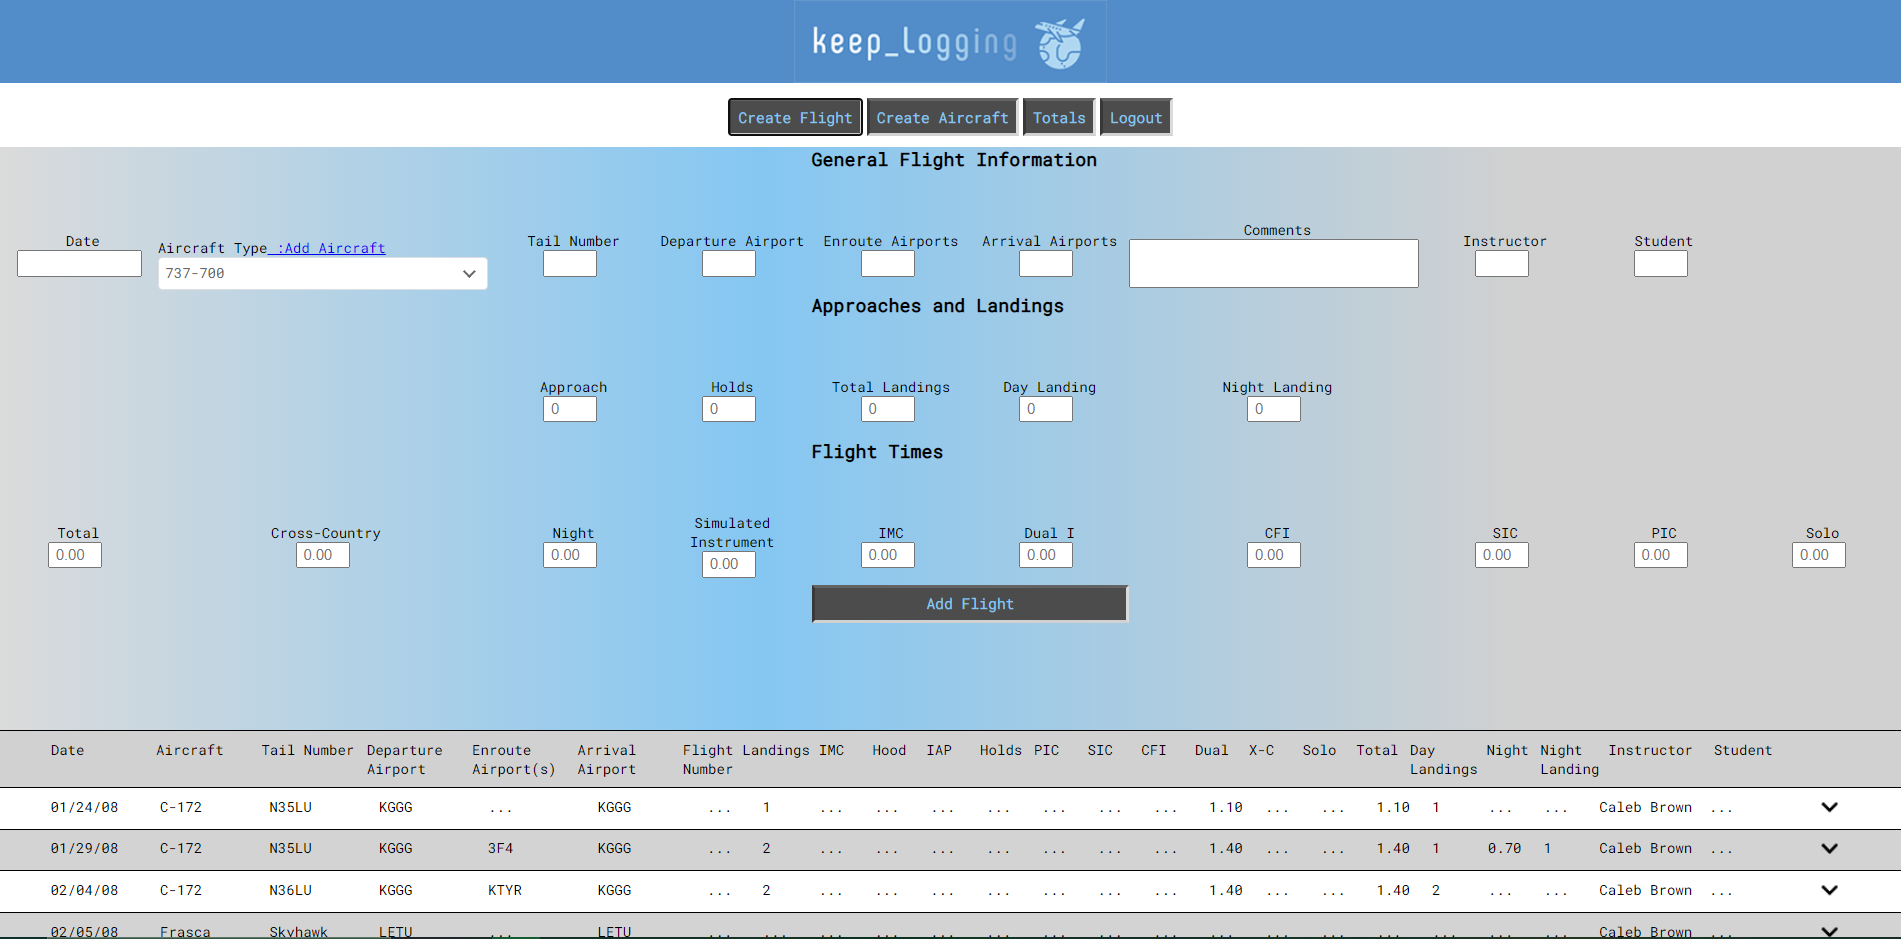 keep_Logging
Create Flight Create Aircraft Totals Logout
General Flight Information
Date Aircraft Type :Add Aircraft Tail Number Departure Airport Enroute Airports Arrival Airports Comments Instructor Student
737-700
Approaches and Landings
Approach Holds Total Landings Day Landing Night Landing
0 0 0 0 0
Flight Times
Total Cross-Country Night Simulated Instrument IMC Dual I CFI SIC PIC Solo
0.00 0.00 0.00 0.00 0.00 0.00 0.00 0.00 0.00 0.00
Add Flight
Date Aircraft Tail Number Departure Airport Enroute Airport(s) Arrival Airport Flight Number Landings IMC Hood IAP Holds PIC SIC CFI Dual X-C Solo Total Day Landings Night Night Landing Instructor Student
01/24/08 C-172 N35LU KGGG ... KGGG ... 1 ... ... ... ... ... ... ... 1.10 ... ... 1.10 1 ... ... Caleb Brown ...
01/29/08 C-172 N35LU KGGG 3F4 KGGG ... 2 ... ... ... ... ... ... ... 1.40 ... ... 1.40 1 0.70 1 Caleb Brown ...
02/04/08 C-172 N36LU KGGG KTYR KGGG ... 2 ... ... ... ... ... ... ... 1.40 ... ... 1.40 2 ... ... Caleb Brown ...
02/05/08 Frasca Skyhawk LETU ... LETU ... ... ... ... ... ... ... ... ... ... ... ... ... ... ... ... Caleb Brown ...